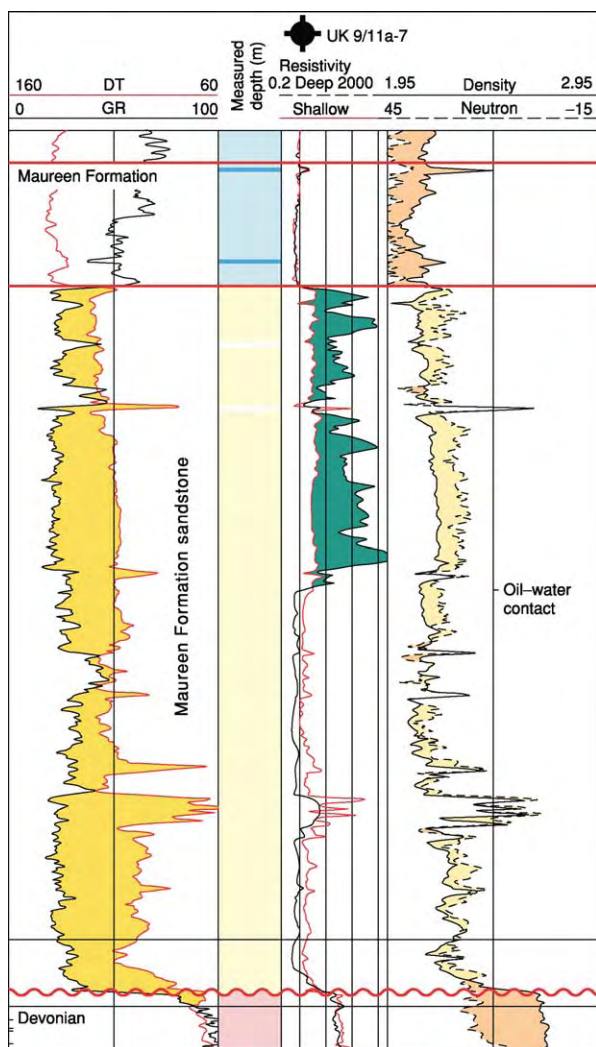 UK 9/11a-7
160 DT 60
0 GR 100
Measured
depth (m)
Resistivity
0.2 Deep 2000
Shallow
1.95 Density 2.95
45 Neutron –15
Maureen Formation
Maureen Formation sandstone
Oil–water
contact
Devonian